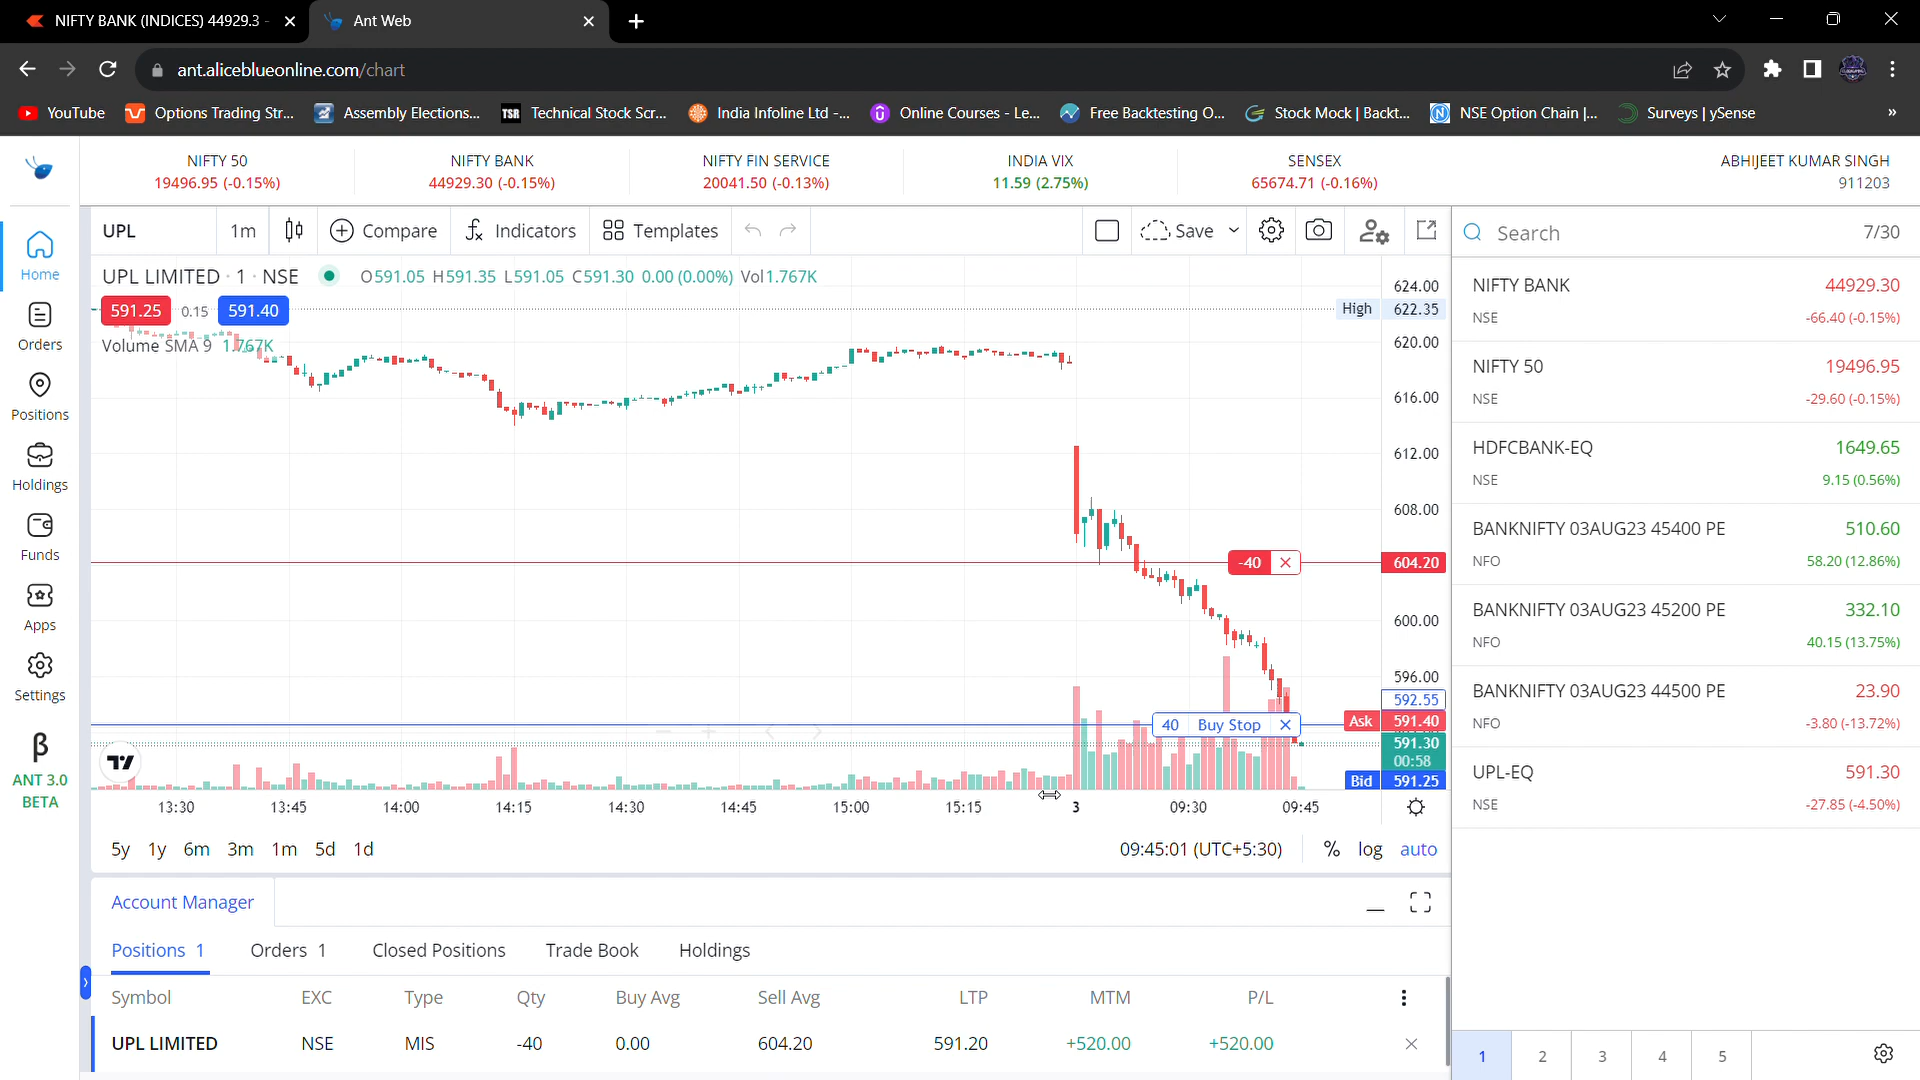 NIFTY BANK (INDICES) 44929.3 -
Ant Web
ant.aliceblueonline.com/chart
YouTube
Options Trading Str...
Assembly Elections...
TSR
Technical Stock Scr...
India Infoline Ltd -...
Online Courses - Le...
Free Backtesting O...
Stock Mock | Backt...
NSE Option Chain |...
Surveys | ySense
»
NIFTY 50
19496.95 (-0.15%)
NIFTY BANK
44929.30 (-0.15%)
NIFTY FIN SERVICE
20041.50 (-0.13%)
INDIA VIX
11.59 (2.75%)
SENSEX
65674.71 (-0.16%)
ABHIJEET KUMAR SINGH
911203
Home
Orders
Positions
Holdings
Funds
Apps
Settings
β
ANT 3.0
BETA
UPL
1m
Compare
Indicators
Templates
Save
UPL LIMITED · 1 · NSE
O591.05 H591.35 L591.05 C591.30 0.00 (0.00%) Vol1.767K
591.25
0.15
591.40
Volume SMA 9 1.767K
624.00
High 622.35
620.00
616.00
612.00
608.00
-40
604.20
600.00
596.00
592.55
40 Buy Stop
Ask 591.40
591.30
00:58
Bid 591.25
13:30
13:45
14:00
14:15
14:30
14:45
15:00
15:15
3
09:30
09:45
5y 1y 6m 3m 1m 5d 1d
09:45:01 (UTC+5:30)
% log auto
Account Manager
Positions 1
Orders 1
Closed Positions
Trade Book
Holdings
Symbol EXC Type Qty Buy Avg Sell Avg LTP MTM P/L
UPL LIMITED NSE MIS -40 0.00 604.20 591.20 +520.00 +520.00
Search 7/30
NIFTY BANK 44929.30
NSE -66.40 (-0.15%)
NIFTY 50 19496.95
NSE -29.60 (-0.15%)
HDFCBANK-EQ 1649.65
NSE 9.15 (0.56%)
BANKNIFTY 03AUG23 45400 PE 510.60
NFO 58.20 (12.86%)
BANKNIFTY 03AUG23 45200 PE 332.10
NFO 40.15 (13.75%)
BANKNIFTY 03AUG23 44500 PE 23.90
NFO -3.80 (-13.72%)
UPL-EQ 591.30
NSE -27.85 (-4.50%)
1 2 3 4 5